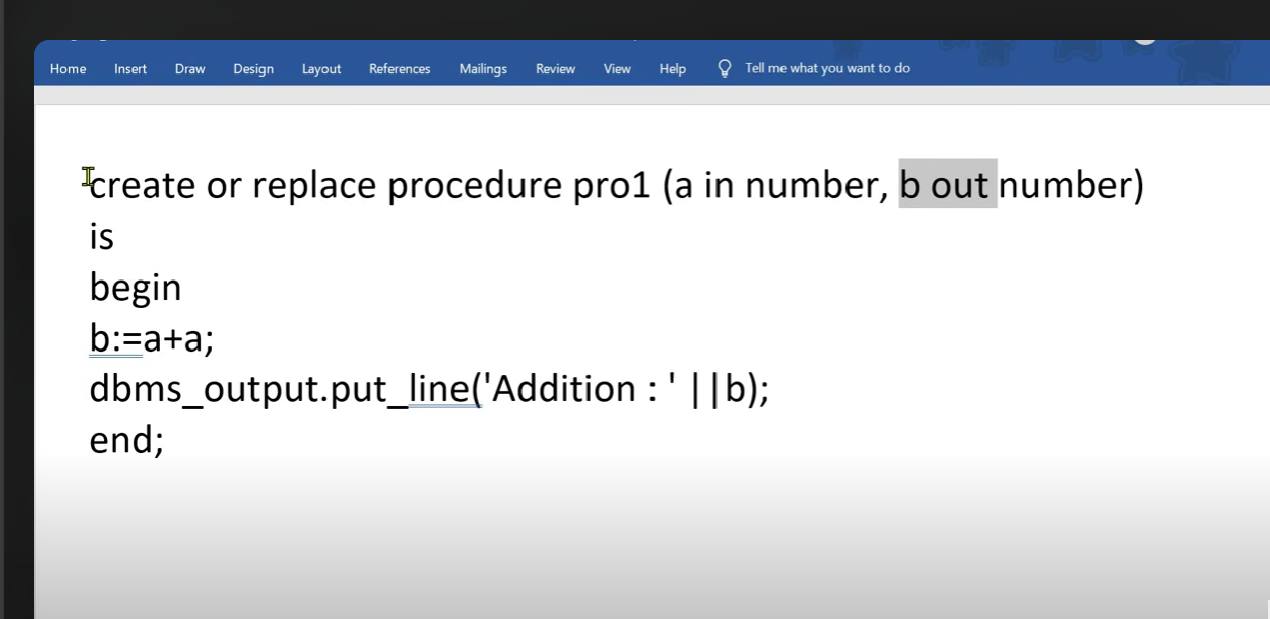 Home Insert Draw Design Layout References Mailings Review View Help Tell me what you want to do
create or replace procedure pro1 (a in number, b out number)
is
begin
b:=a+a;
dbms_output.put_line('Addition : ' ||b);
end;